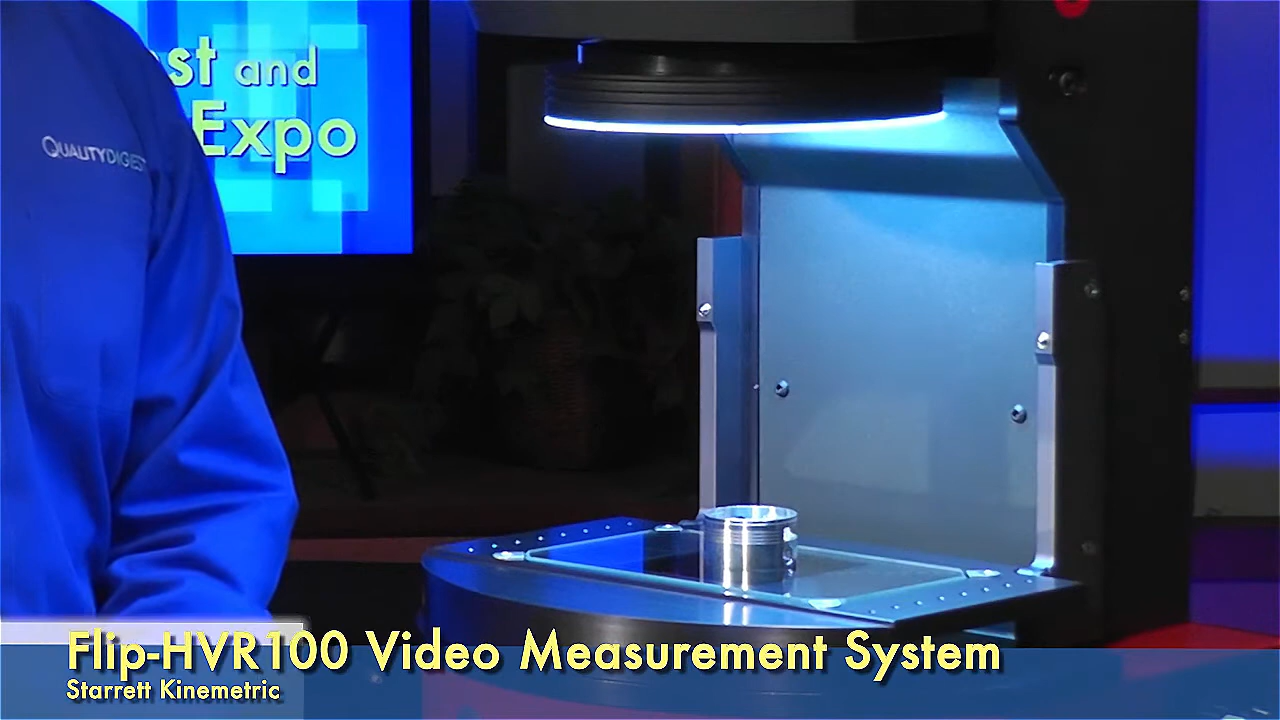 st and
Expo
QUALITYDIGEST
Flip-HVR100 Video Measurement System
Starrett Kinemetric